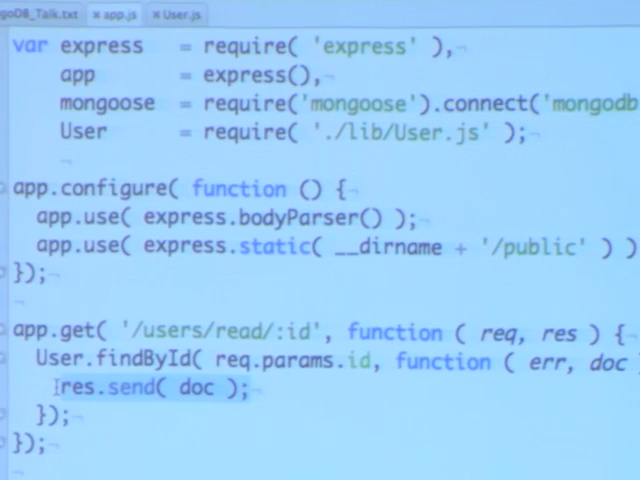 goDB_Talk.txt × app.js × User.js
var express = require( 'express' ),
app = express(),
mongoose = require('mongoose').connect('mongodb
User = require( './lib/User.js' );
app.configure( function () {
app.use( express.bodyParser() );
app.use( express.static( __dirname + '/public' ) )
});
app.get( '/users/read/:id', function ( req, res ) {
User.findById( req.params.id, function ( err, doc )
res.send( doc );
});
});